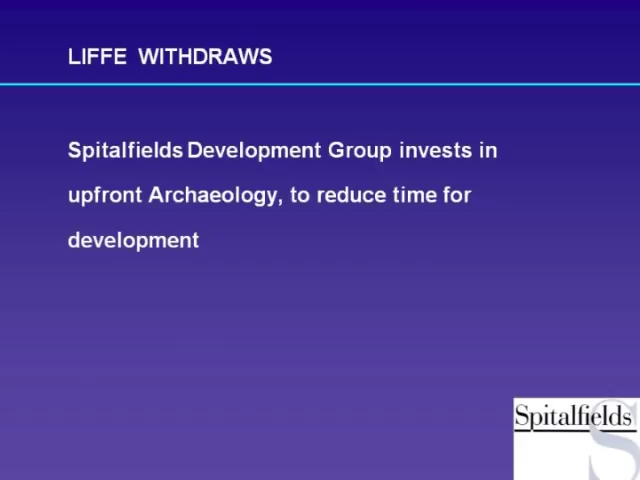 LIFFE WITHDRAWS
Spitalfields Development Group invests in
upfront Archaeology, to reduce time for
development
Spitalfields
S